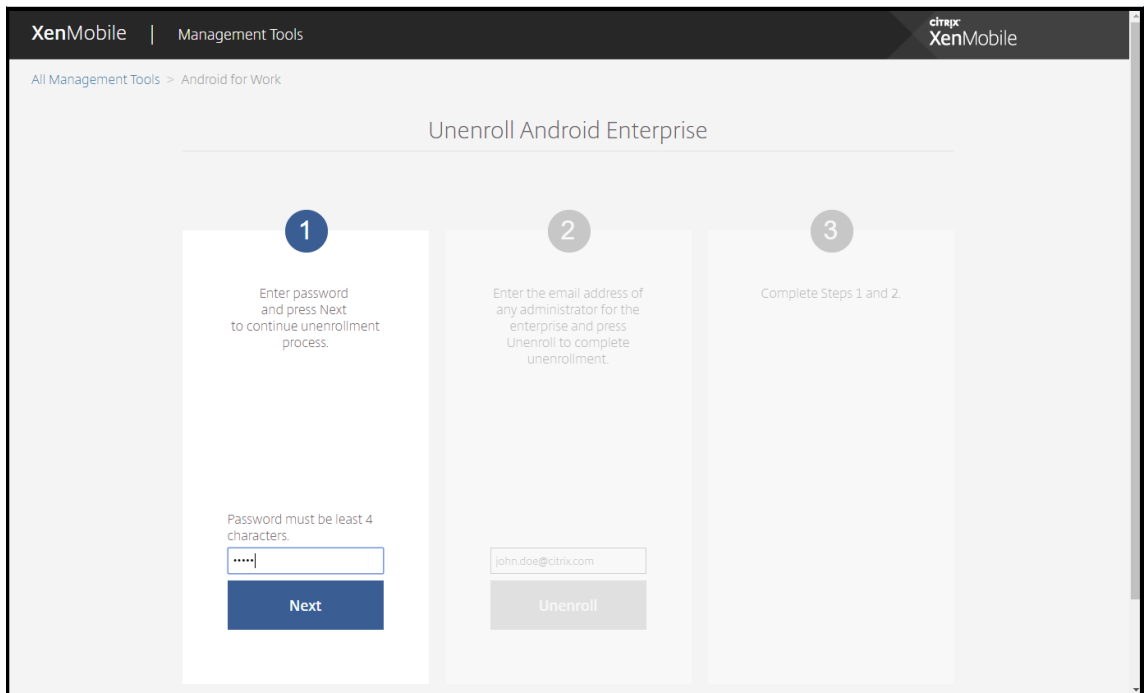 XenMobile | Management Tools
citrix
XenMobile
All Management Tools > Android for Work
Unenroll Android Enterprise
1
Enter password
and press Next
to continue unenrollment
process.
Password must be least 4
characters.
•••••
Next
2
Enter the email address of
any administrator for the
enterprise and press
Unenroll to complete
unenrollment.
john.doe@citrix.com
Unenroll
3
Complete Steps 1 and 2.